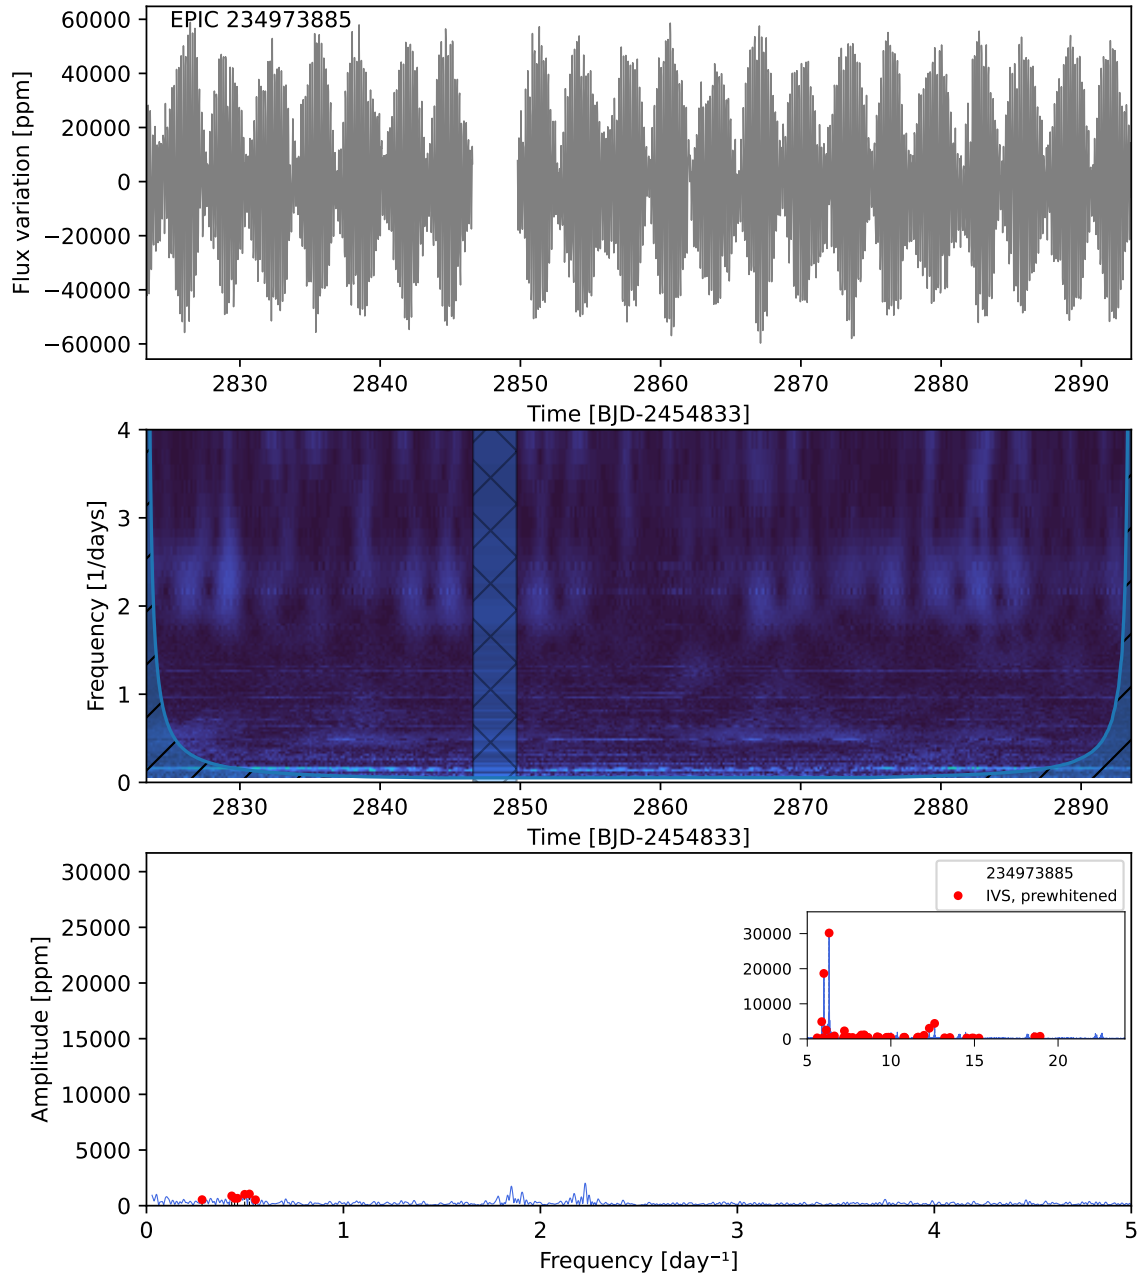 EPIC 234973885
60000
40000
20000
0
−20000
−40000
−60000
Flux variation [ppm]
2830 2840 2850 2860 2870 2880 2890
Time [BJD-2454833]
4
3
2
1
0
Frequency [1/days]
2830 2840 2850 2860 2870 2880 2890
Time [BJD-2454833]
30000
25000
20000
15000
10000
5000
0
Amplitude [ppm]
234973885
IVS, prewhitened
30000
20000
10000
0
5 10 15 20
0 1 2 3 4 5
Frequency [day⁻¹]